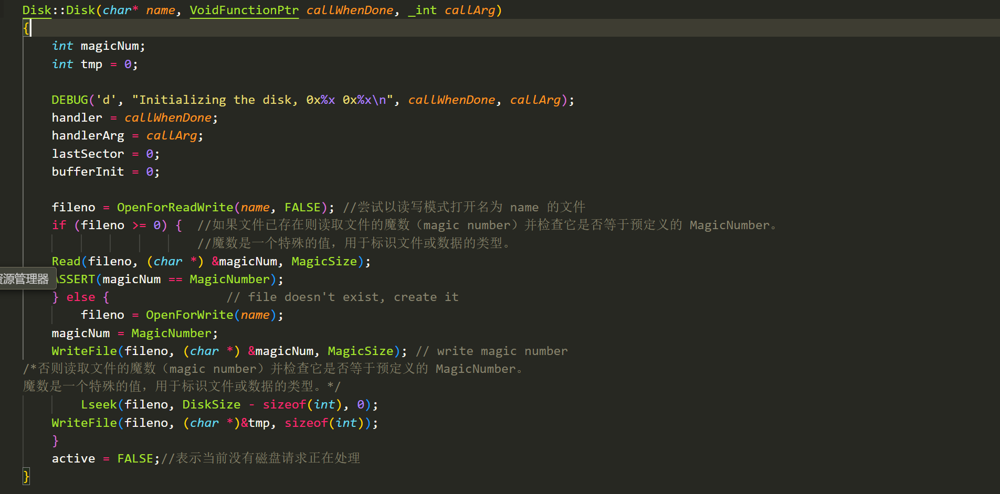 Disk::Disk(char* name, VoidFunctionPtr callWhenDone, _int callArg)
{
int magicNum;
int tmp = 0;
DEBUG('d', "Initializing the disk, 0x%x 0x%x\n", callWhenDone, callArg);
handler = callWhenDone;
handlerArg = callArg;
lastSector = 0;
bufferInit = 0;
fileno = OpenForReadWrite(name, FALSE); //尝试以读写模式打开名为 name 的文件
if (fileno >= 0) { //如果文件已存在则读取文件的魔数（magic number）并检查它是否等于预定义的 MagicNumber。
//魔数是一个特殊的值，用于标识文件或数据的类型。
Read(fileno, (char *) &magicNum, MagicSize);
源管理器 ASSERT(magicNum == MagicNumber);
} else { // file doesn't exist, create it
fileno = OpenForWrite(name);
magicNum = MagicNumber;
WriteFile(fileno, (char *) &magicNum, MagicSize); // write magic number
/*否则读取文件的魔数（magic number）并检查它是否等于预定义的 MagicNumber。
魔数是一个特殊的值，用于标识文件或数据的类型。*/
Lseek(fileno, DiskSize - sizeof(int), 0);
WriteFile(fileno, (char *)&tmp, sizeof(int));
}
active = FALSE;//表示当前没有磁盘请求正在处理
}